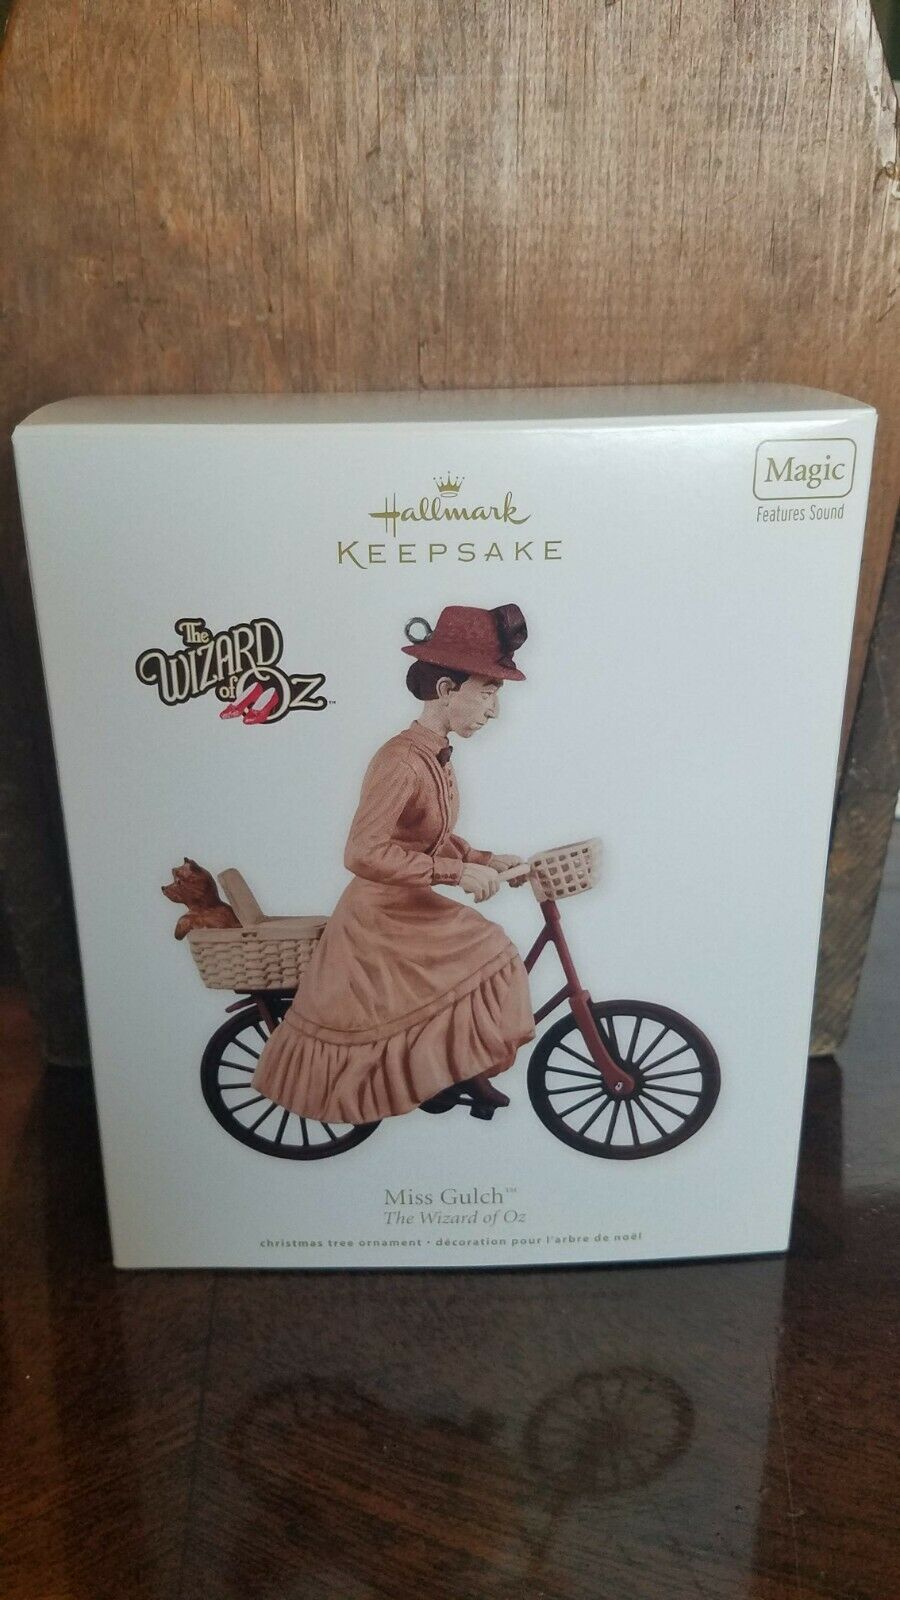 Hallmark
KEEPSAKE
Magic
Features Sound
The
WIZARD
of OZ™
Miss Gulch™
The Wizard of Oz
christmas tree ornament • décoration pour l'arbre de noël